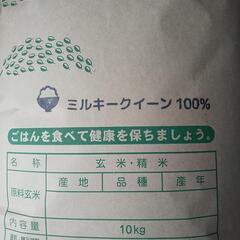 ミルキークイーン 100%
ごはんを食べて健康を保ちましょう。
名称 玄米・精米
原料玄米 産地 品種 産年
内容量 10kg